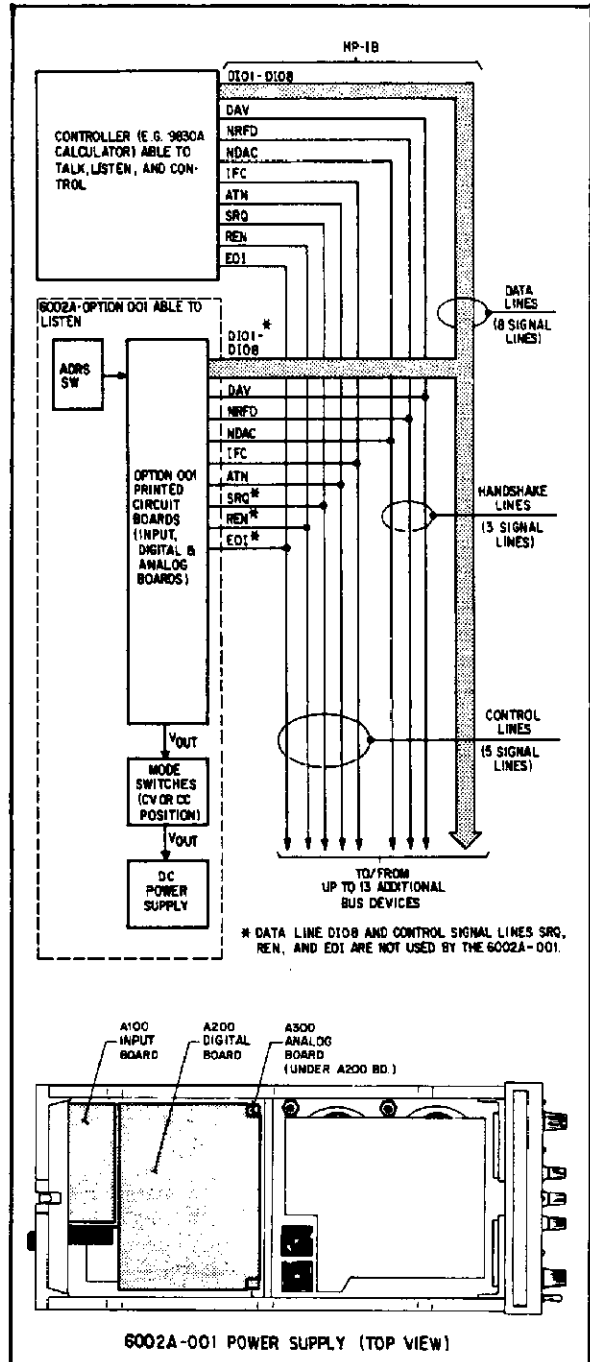 HP-IB
DIO1-DIO8
CONTROLLER (E.G. 9830A
CALCULATOR) ABLE TO
TALK, LISTEN, AND CON-
TROL
DAV
NRFD
NDAC
IFC
ATN
SRQ
REN
EOI
DATA
LINES
(8 SIGNAL
LINES)
6002A-OPTION 001 ABLE TO
LISTEN
ADRS
SW
DIO1-*
DIO8
DAV
NRFD
NDAC
IFC
ATN
SRQ*
REN*
EOI*
OPTION 001
PRINTED
CIRCUIT
BOARDS
(INPUT,
DIGITAL &
ANALOG
BOARDS)
HANDSHAKE
LINES
(3 SIGNAL
LINES)
CONTROL
LINES
(5 SIGNAL
LINES)
VOUT
MODE
SWITCHES
(CV OR CC
POSITION)
VOUT
DC
POWER
SUPPLY
TO/FROM
UP TO 13 ADDITIONAL
BUS DEVICES
* DATA LINE DIO8 AND CONTROL SIGNAL LINES SRQ,
REN, AND EOI ARE NOT USED BY THE 6002A-001.
A100
INPUT
BOARD
A200
DIGITAL
BOARD
A300
ANALOG
BOARD
(UNDER A200 BD.)
6002A-001 POWER SUPPLY (TOP VIEW)